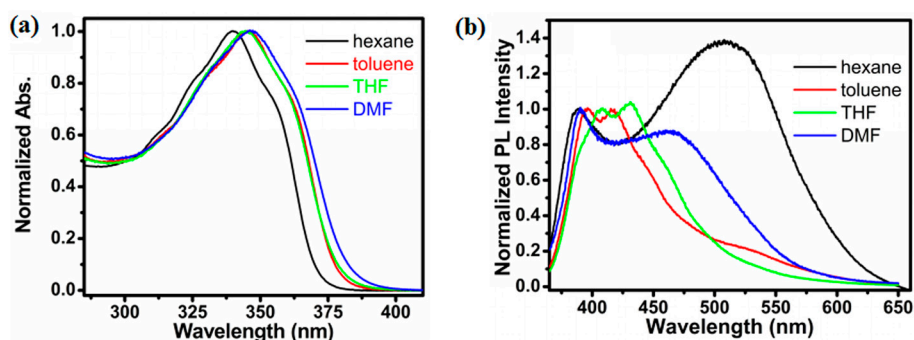 (a)
Normalized Abs.
1.0
0.8
0.6
0.4
0.2
0.0
hexane
toluene
THF
DMF
300 325 350 375 400
Wavelength (nm)
(b)
Normalized PL Intensity
1.4
1.2
1.0
0.8
0.6
0.4
0.2
0.0
hexane
toluene
THF
DMF
400 450 500 550 600 650
Wavelength (nm)